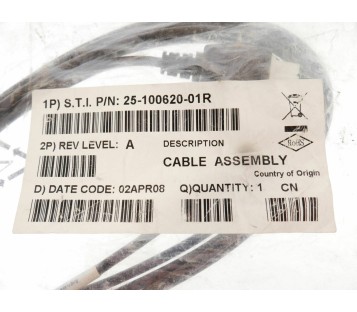 1P) S.T.I. P/N: 25-100620-01R
2P) REV LEVEL: A DESCRIPTION
RoHS
CABLE ASSEMBLY
Country of Origin
D) DATE CODE: 02APR08 Q)QUANTITY: 1 CN